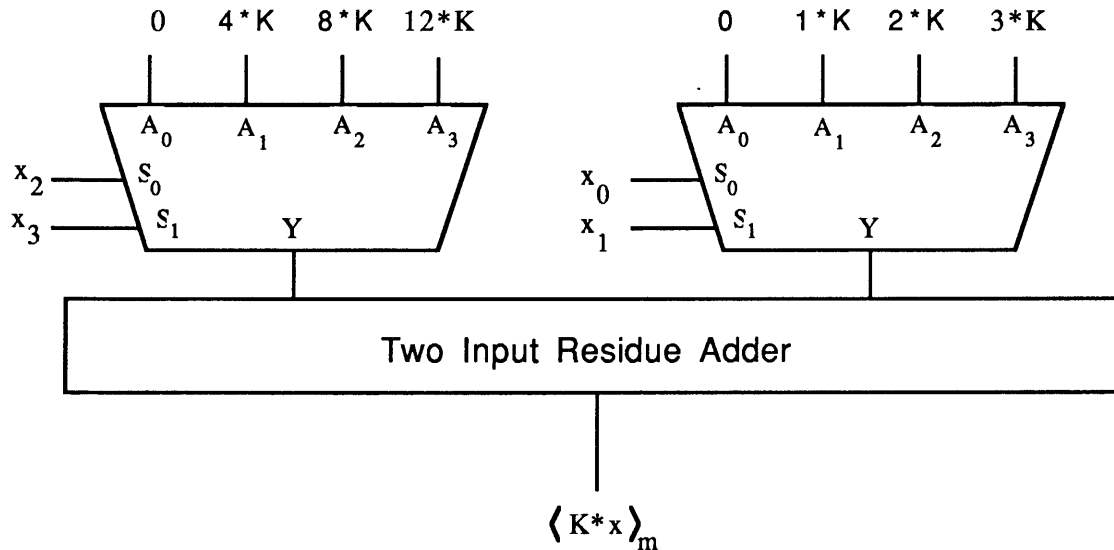 0 4*K 8*K 12*K 0 1*K 2*K 3*K
A₀ A₁ A₂ A₃ A₀ A₁ A₂ A₃
x₂ S₀ x₀ S₀
x₃ S₁ Y x₁ S₁ Y
Two Input Residue Adder
⟨K*x⟩ₘ